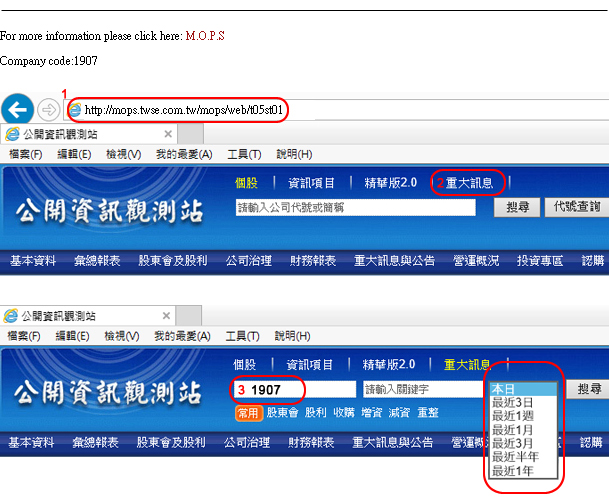 For more information please click here: M.O.P.S
Company code:1907
1
http://mops.twse.com.tw/mops/web/t05st01
公開資訊觀測站 ×
檔案(F) 編輯(E) 檢視(V) 我的最愛(A) 工具(T) 說明(H)
個股 | 資訊項目 | 精華版2.0 | 2重大訊息 |
公開資訊觀測站
請輸入公司代號或簡稱 搜尋 代號查詢
基本資料 彙總報表 股東會及股利 公司治理 財務報表 重大訊息與公告 營運概況 投資專區 認購
公開資訊觀測站 ×
檔案(F) 編輯(E) 檢視(V) 我的最愛(A) 工具(T) 說明(H)
個股 | 資訊項目 | 精華版2.0 | 重大訊息 |
公開資訊觀測站
3 1907 請輸入關鍵字 本日 搜尋
常用 股東會 股利 收購 增資 減資 重整
最近3日
最近1週
最近1月
基本資料 彙總報表 股東會及股利 公司治理 財務報表 重大訊息與公告 營運概 最近3月 區 認購
最近半年
最近1年